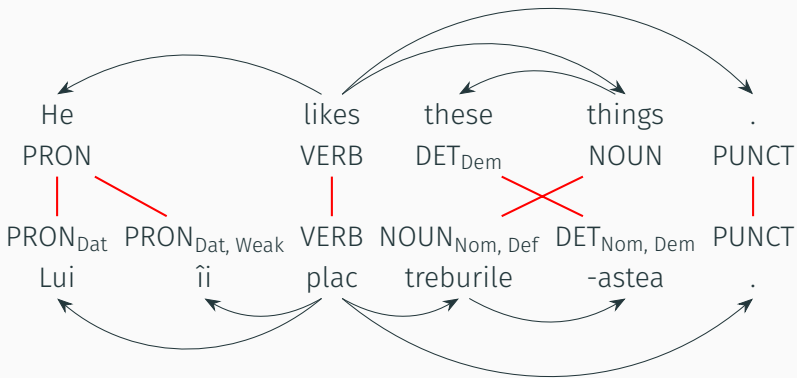 He likes these things .
PRON VERB DET_Dem NOUN PUNCT
PRON_Dat PRON_Dat, Weak VERB NOUN_Nom, Def DET_Nom, Dem PUNCT
Lui îi plac treburile -astea .